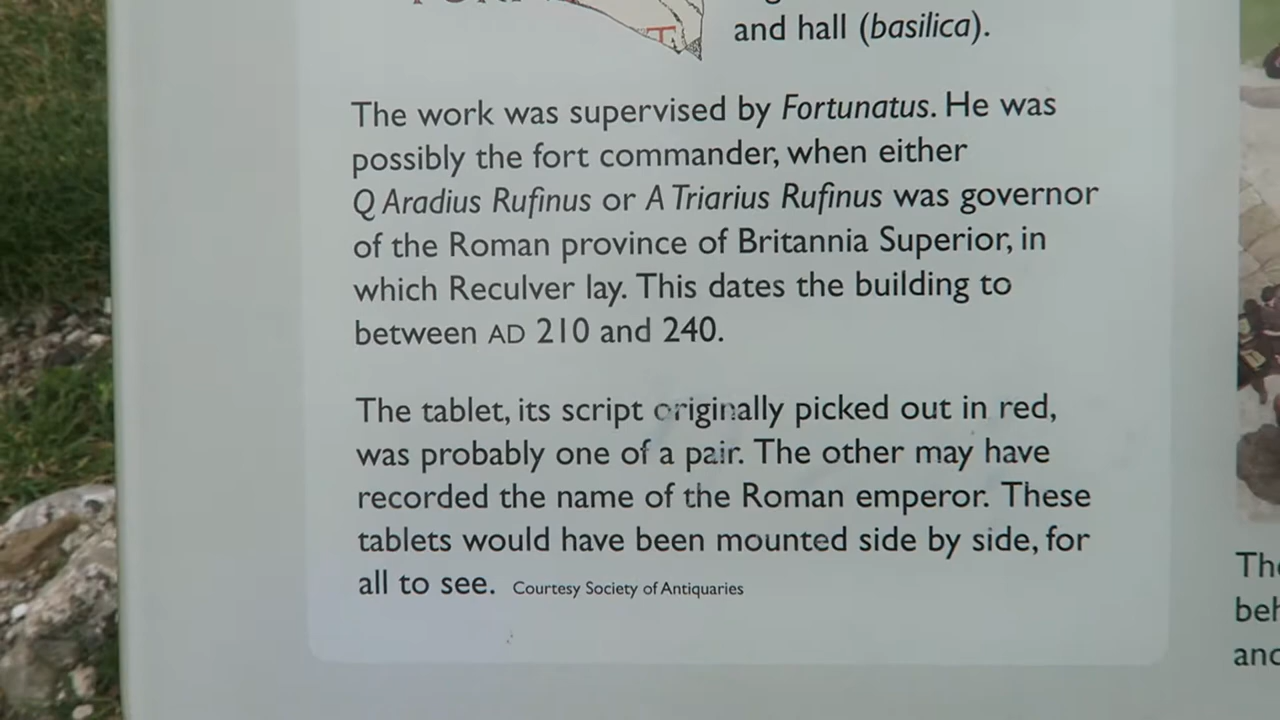 and hall (basilica).
The work was supervised by Fortunatus. He was
possibly the fort commander, when either
Q Aradius Rufinus or A Triarius Rufinus was governor
of the Roman province of Britannia Superior, in
which Reculver lay. This dates the building to
between AD 210 and 240.
The tablet, its script originally picked out in red,
was probably one of a pair. The other may have
recorded the name of the Roman emperor. These
tablets would have been mounted side by side, for
all to see. Courtesy Society of Antiquaries